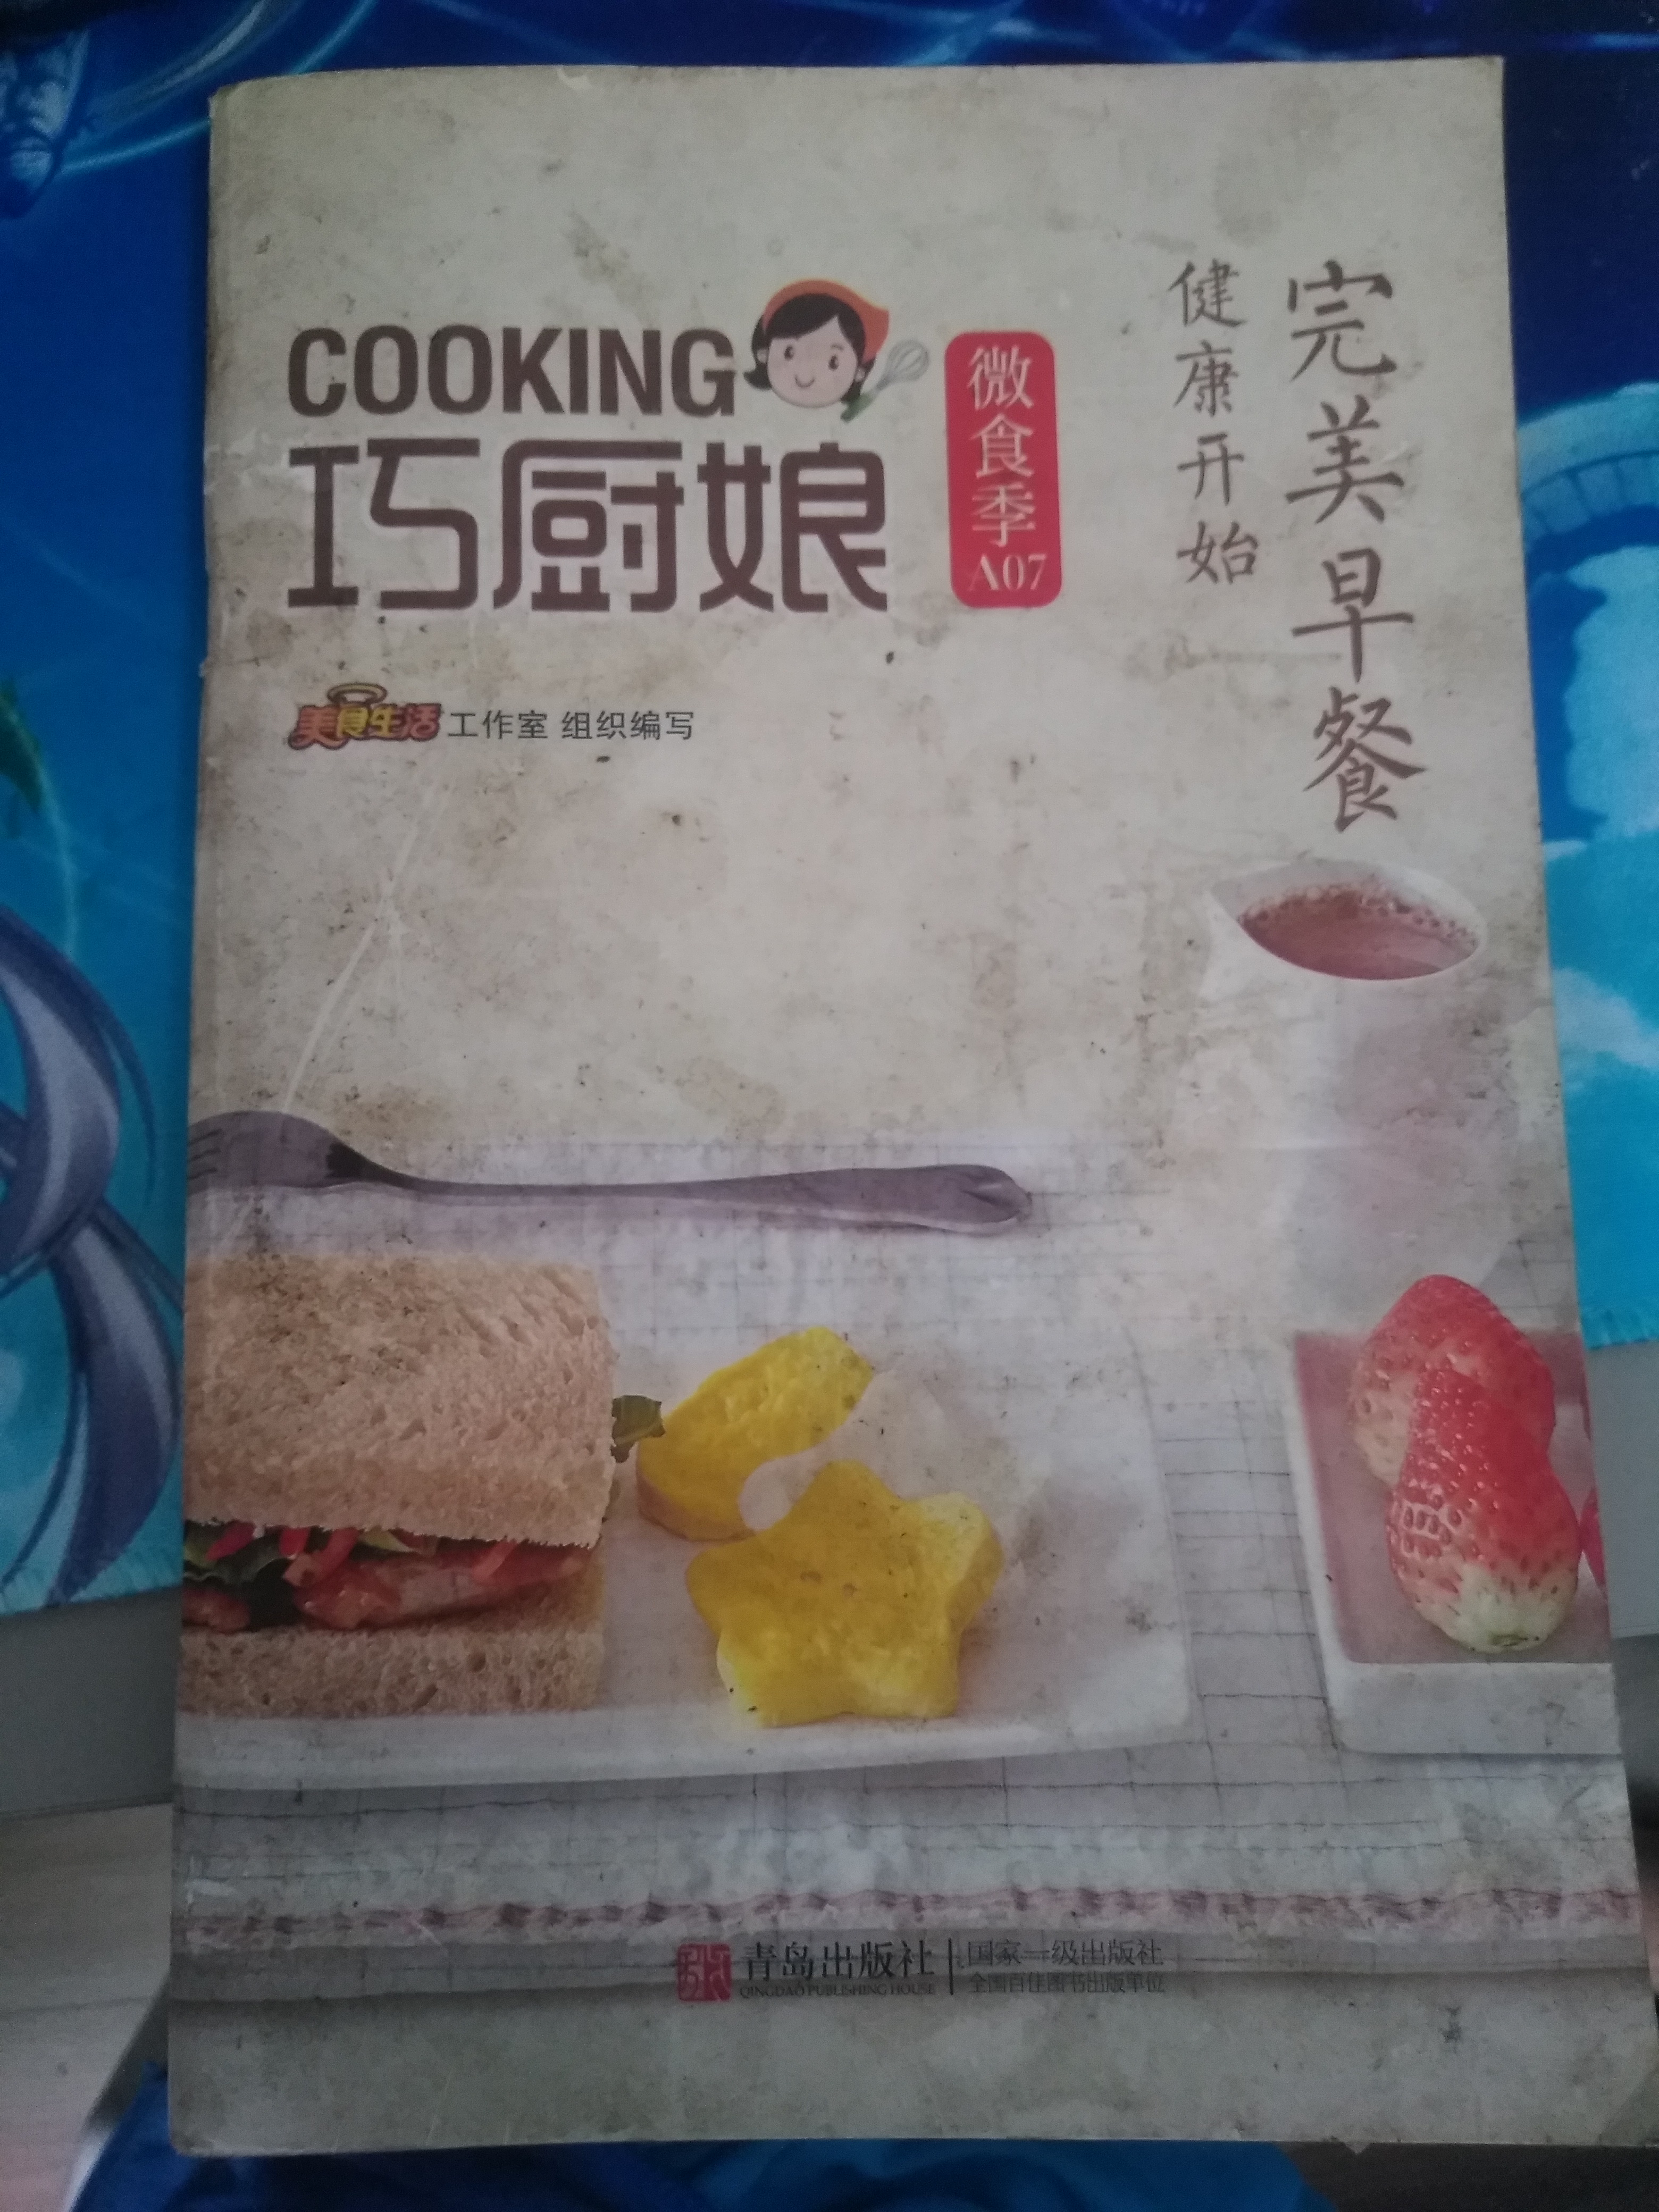 COOKING
巧厨娘
微食季
A07
完美早餐
健康开始
美食生活 工作室 组织编写
青岛出版社
QINGDAO PUBLISHING HOUSE
国家一级出版社
全国百佳图书出版单位